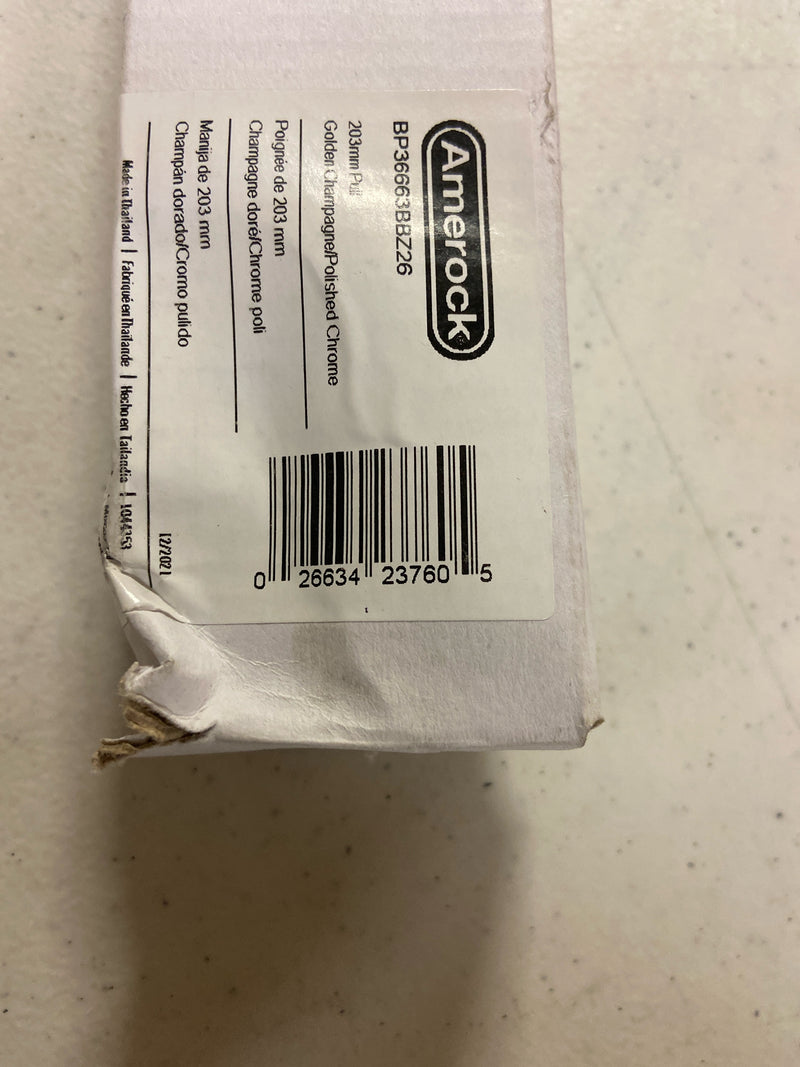 Amerock
BP36663BBZ26
203mm Pull
Golden Champagne/Polished Chrome
Poignée de 203 mm
Champagne doré/Chrome poli
Manija de 203 mm
Champán dorado/Cromo pulido
12/2021
Made in Thailand | Fabriqué en Thaïlande | Hecho en Tailandia | 1044353
0 26634 23760 5